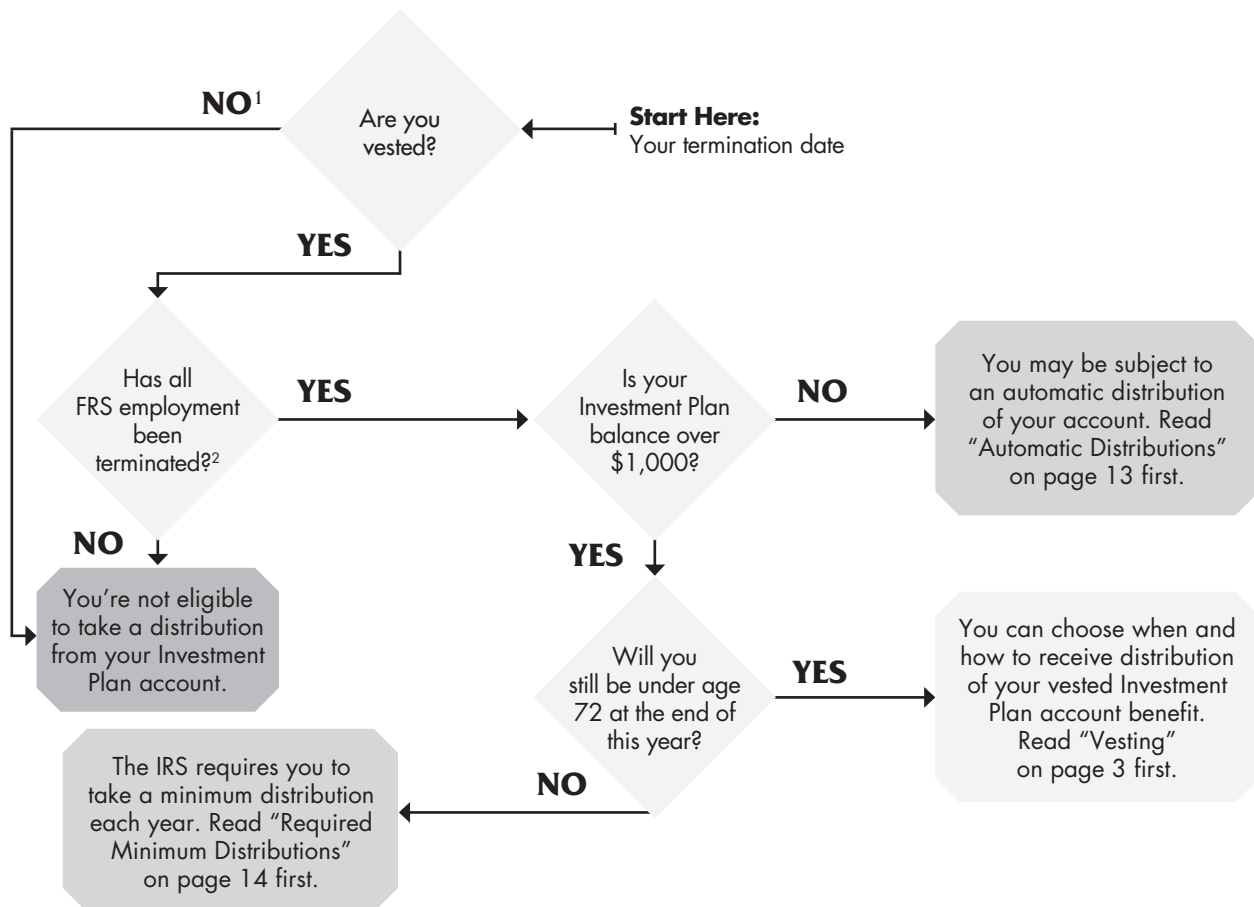 Start Here:
Your termination date
Are you
vested?
NO¹
YES
Has all
FRS employment
been
terminated?²
YES
NO
Is your
Investment Plan
balance over
$1,000?
NO
You may be subject to
an automatic distribution
of your account. Read
“Automatic Distributions”
on page 13 first.
YES
You’re not eligible
to take a distribution
from your Investment
Plan account.
Will you
still be under age
72 at the end of
this year?
YES
You can choose when and
how to receive distribution
of your vested Investment
Plan account benefit.
Read “Vesting”
on page 3 first.
NO
The IRS requires you to
take a minimum distribution
each year. Read “Required
Minimum Distributions”
on page 14 first.